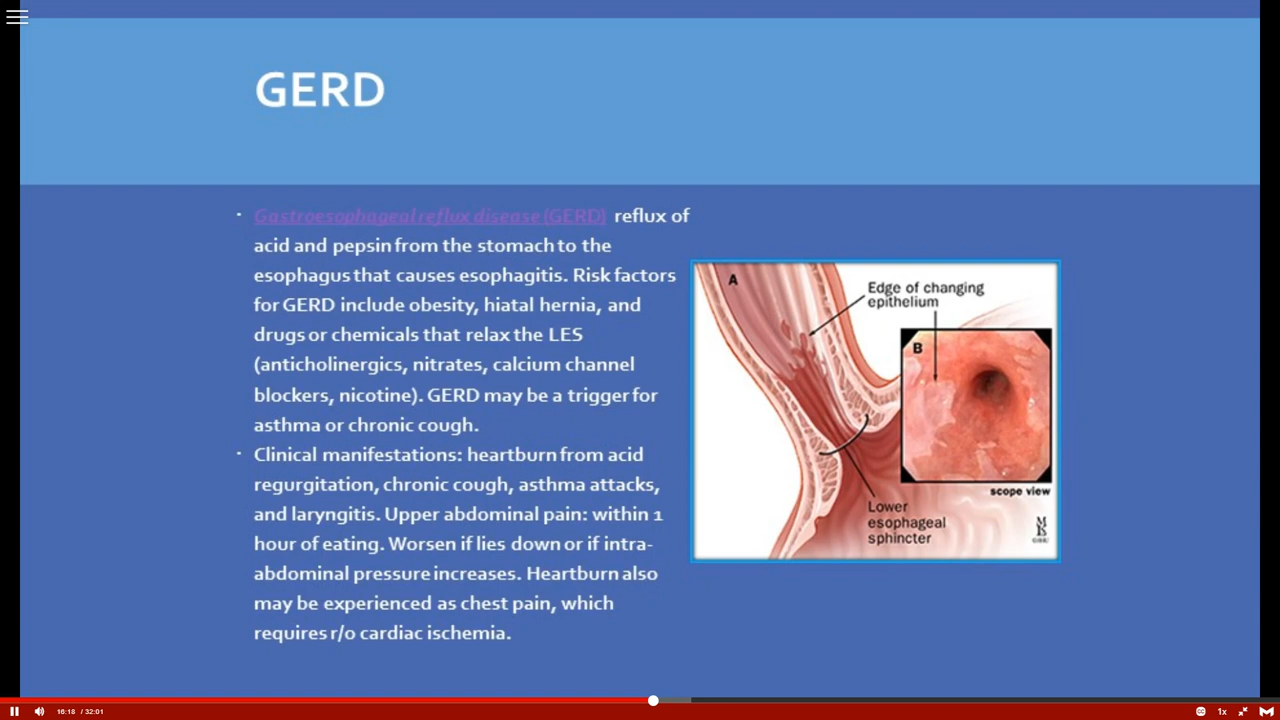 GERD
· Gastroesophageal reflux disease (GERD) reflux of
acid and pepsin from the stomach to the
esophagus that causes esophagitis. Risk factors
for GERD include obesity, hiatal hernia, and
drugs or chemicals that relax the LES
(anticholinergics, nitrates, calcium channel
blockers, nicotine). GERD may be a trigger for
asthma or chronic cough.
· Clinical manifestations: heartburn from acid
regurgitation, chronic cough, asthma attacks,
and laryngitis. Upper abdominal pain: within 1
hour of eating. Worsen if lies down or if intra-
abdominal pressure increases. Heartburn also
may be experienced as chest pain, which
requires r/o cardiac ischemia.
A
Edge of changing
epithelium
B
scope view
Lower
esophageal
sphincter
16:18 / 32:01
1x